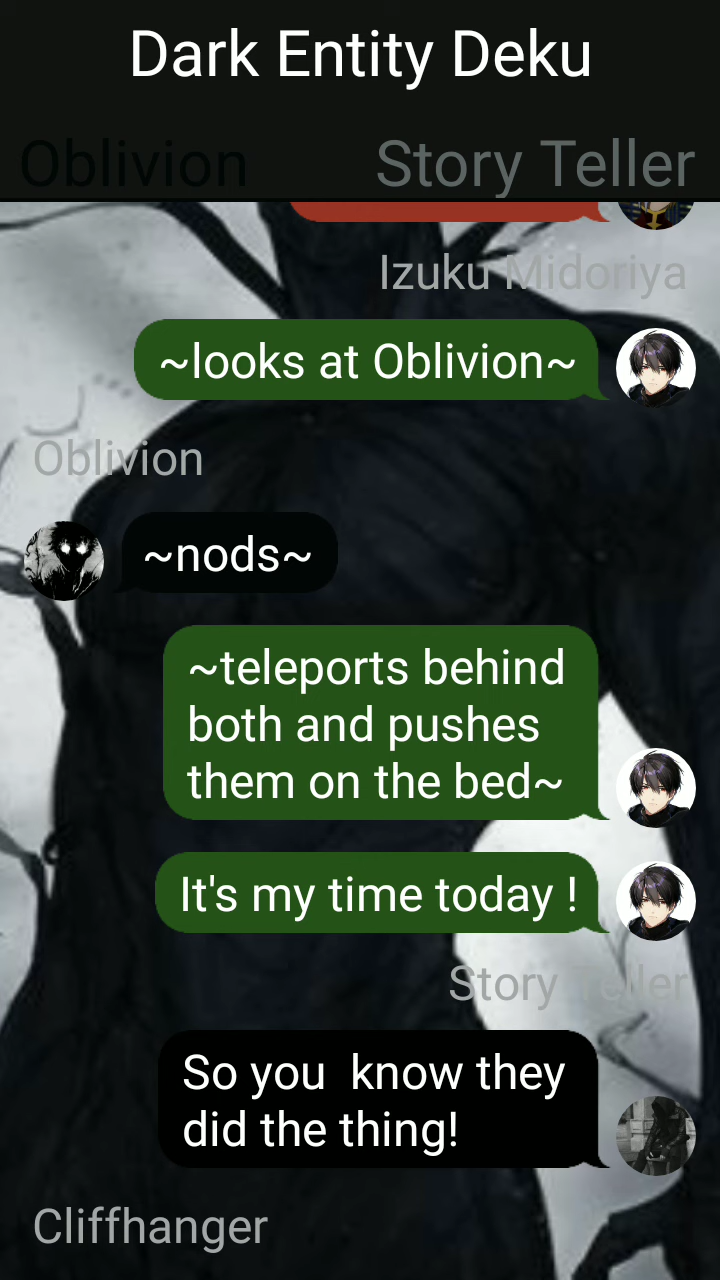 Dark Entity Deku
Oblivion
Story Teller
Izuku Midoriya
~looks at Oblivion~
Oblivion
~nods~
~teleports behind
both and pushes
them on the bed~
It's my time today !
Story Teller
So you  know they
did the thing!
Cliffhanger